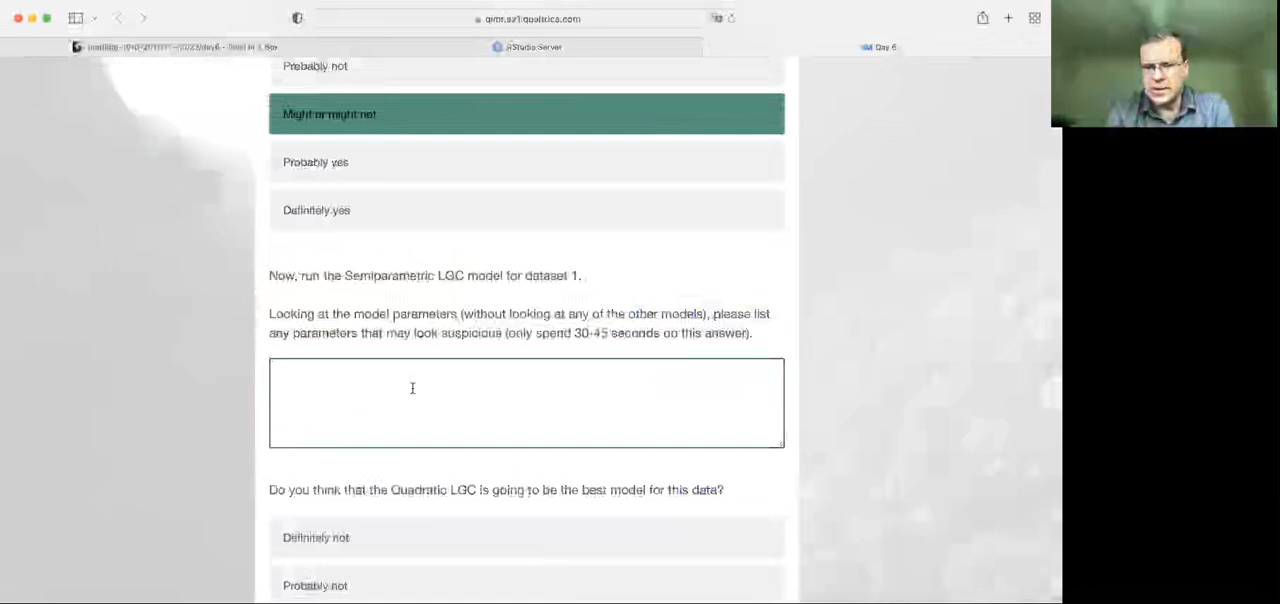 qimr.az1.qualtrics.com
RStudio Server
Day 6
Probably not
Might or might not
Probably yes
Definitely yes
Now, run the Semiparametric LGC model for dataset 1.
Looking at the model parameters (without looking at any of the other models), please list
any parameters that may look suspicious (only spend 30-45 seconds on this answer).
Do you think that the Quadratic LGC is going to be the best model for this data?
Definitely not
Probably not